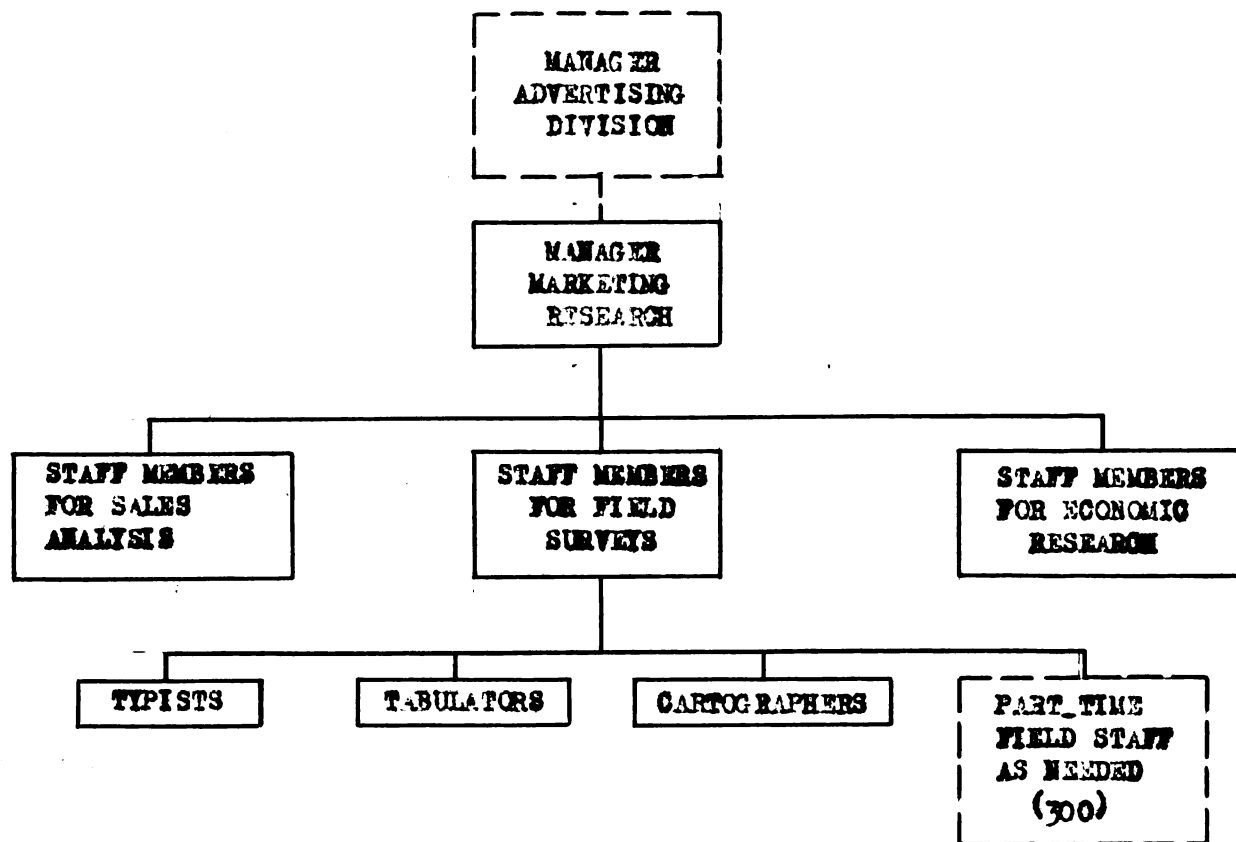 MANAGER
ADVERTISING
DIVISION
MANAGER
MARKETING
RESEARCH
STAFF MEMBERS
FOR SALES
ANALYSIS
STAFF MEMBERS
FOR FIELD
SURVEYS
STAFF MEMBERS
FOR ECONOMIC
RESEARCH
TYPISTS
TABULATORS
CARTOGRAPHERS
PART-TIME
FIELD STAFF
AS NEEDED
(300)